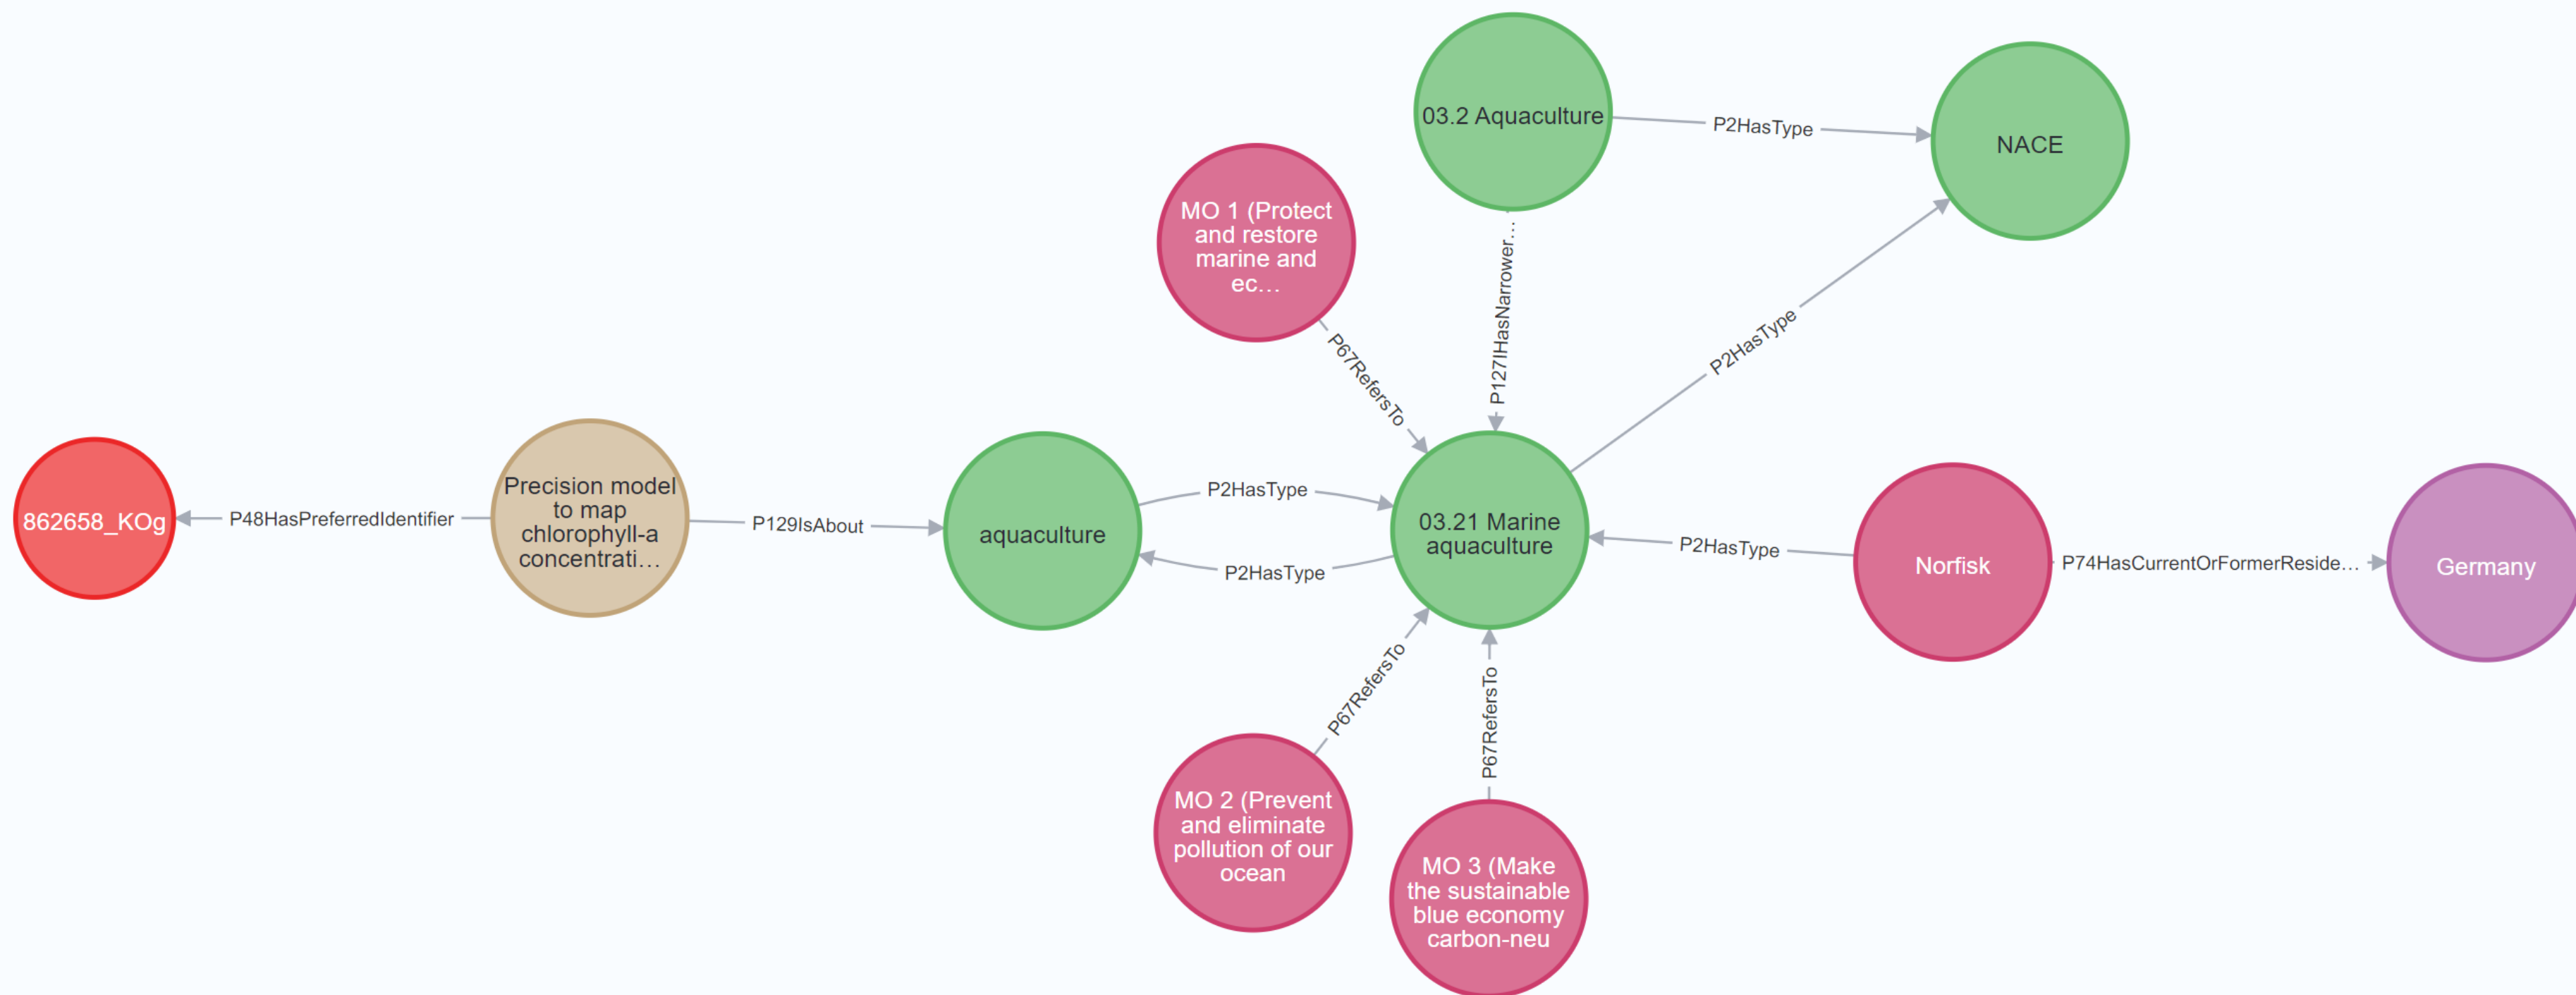 03.2 Aquaculture
P2HasType
NACE
MO 1 (Protect
and restore
marine and
ec…
P127IHasNarrower…
P67RefersTo
P2HasType
862658_KOg
P48HasPreferredIdentifier
Precision model
to map
chlorophyll-a
concentrati…
P129IsAbout
aquaculture
P2HasType
P2HasType
03.21 Marine
aquaculture
P2HasType
Norfisk
P74HasCurrentOrFormerReside…
Germany
P67RefersTo
P67RefersTo
MO 2 (Prevent
and eliminate
pollution of our
ocean
MO 3 (Make
the sustainable
blue economy
carbon-neu